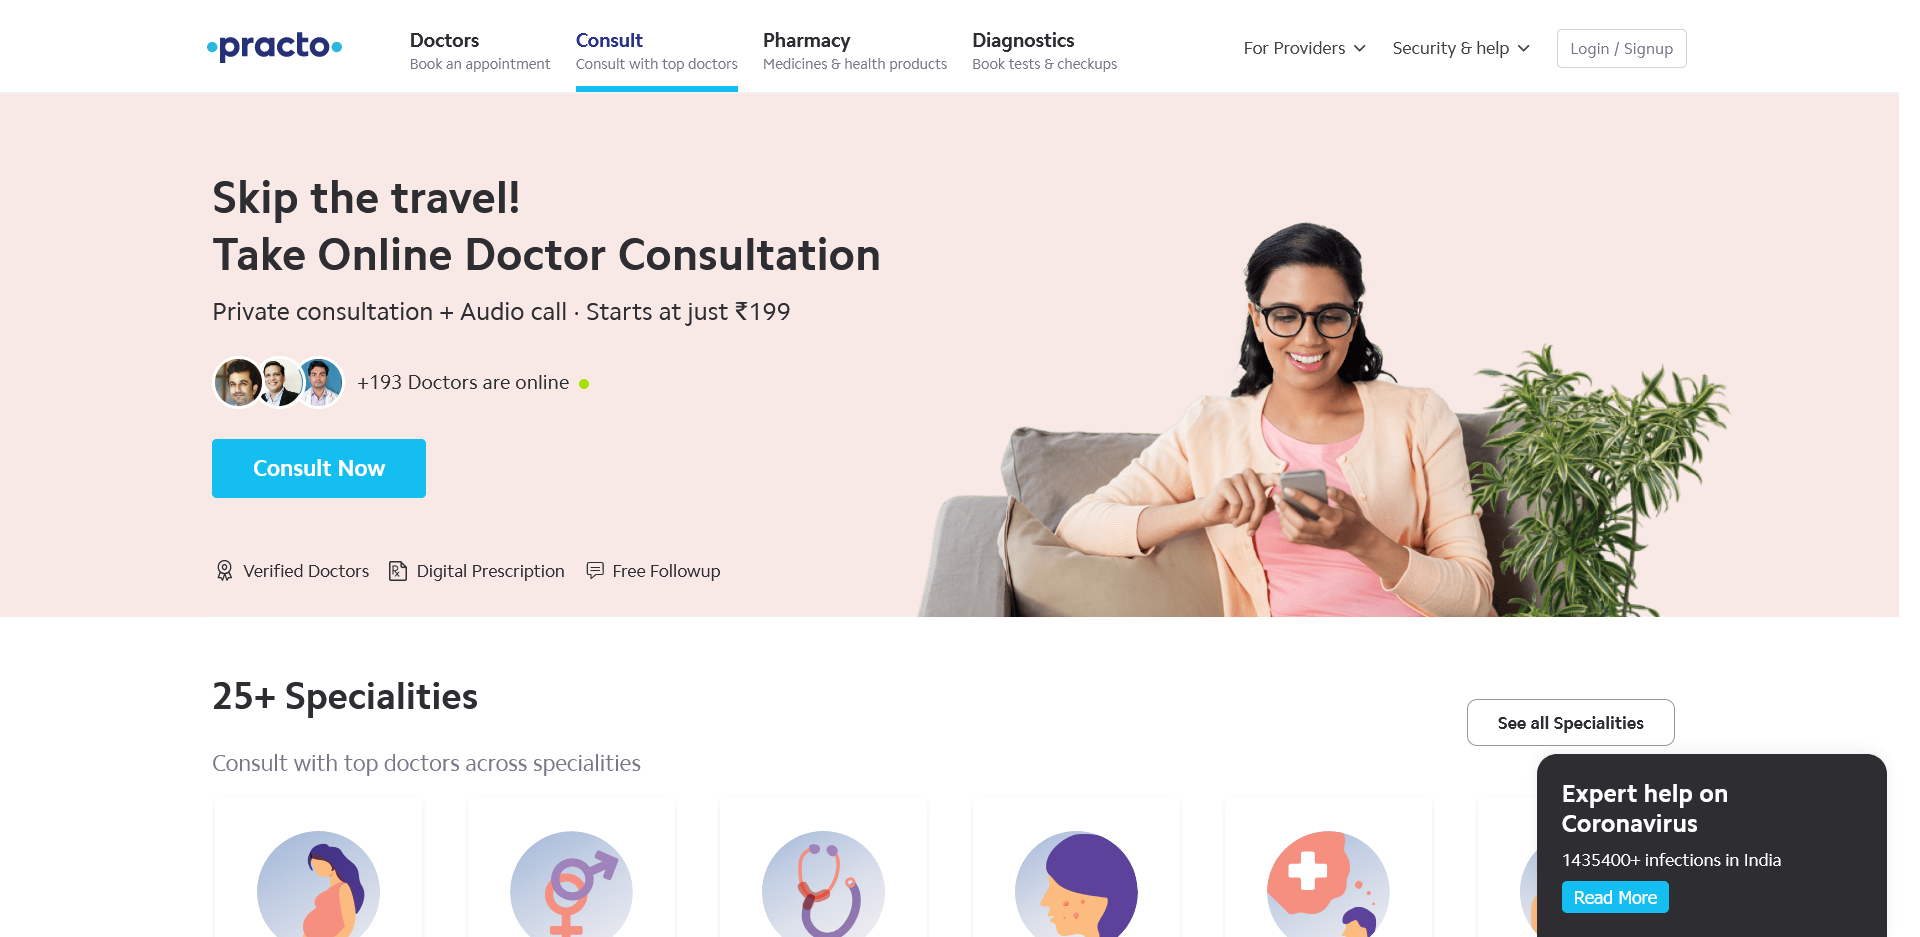 practo
Doctors
Book an appointment
Consult
Consult with top doctors
Pharmacy
Medicines & health products
Diagnostics
Book tests & checkups
For Providers
Security & help
Login / Signup
Skip the travel!
Take Online Doctor Consultation
Private consultation + Audio call · Starts at just ₹199
+193 Doctors are online
Consult Now
Verified Doctors
Digital Prescription
Free Followup
25+ Specialities
See all Specialities
Consult with top doctors across specialities
Expert help on
Coronavirus
1435400+ infections in India
Read More